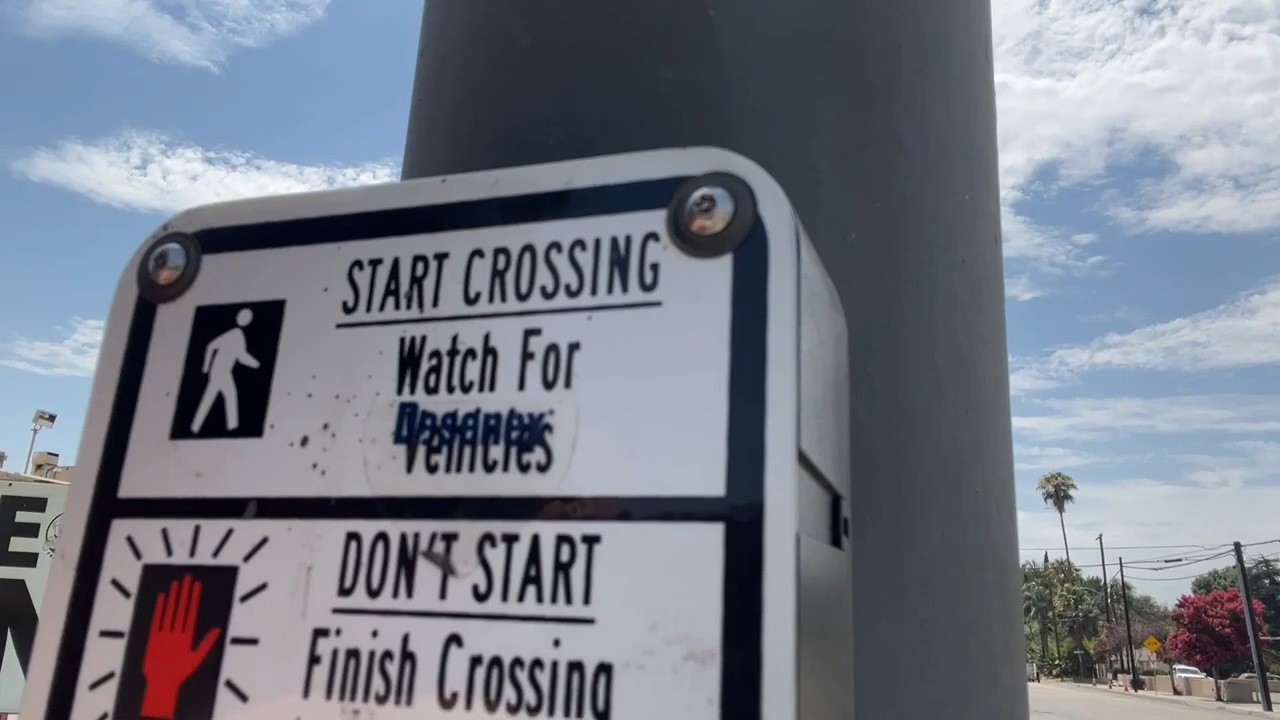 START CROSSING
Watch For
Vehicles
DON'T START
Finish Crossing
E